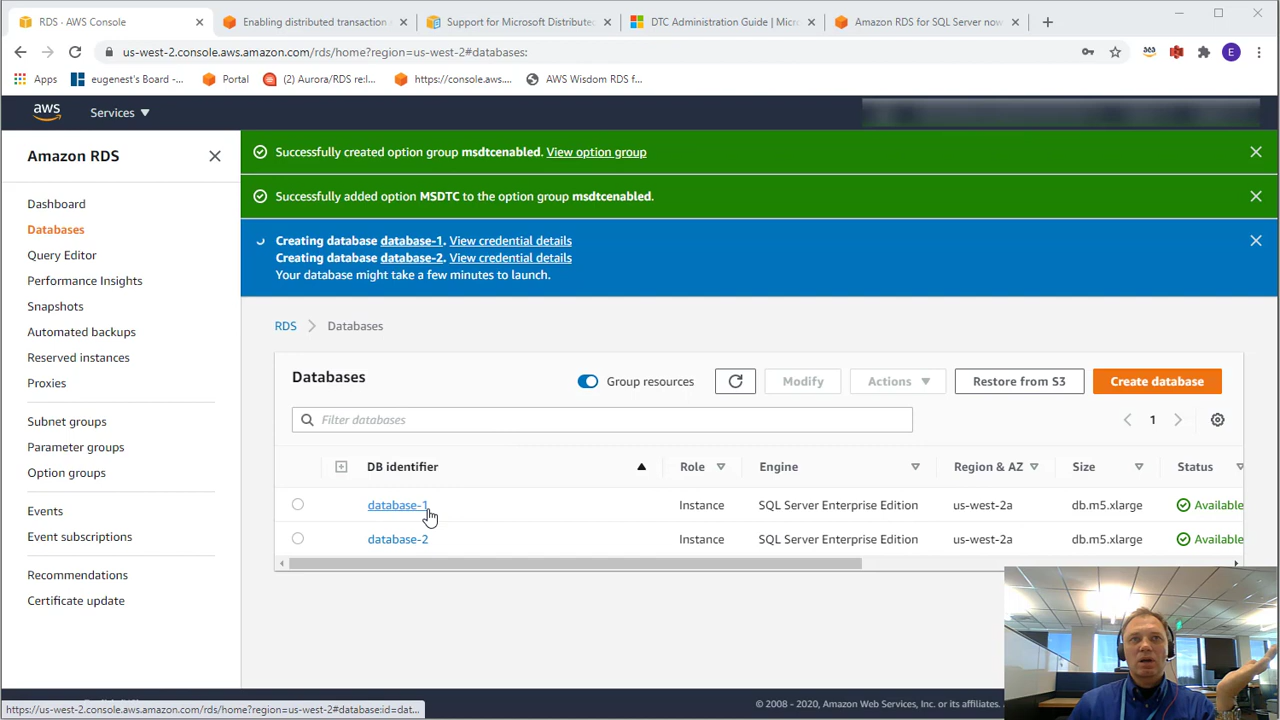 RDS - AWS Console
Enabling distributed transaction
Support for Microsoft Distribute
DTC Administration Guide | Micr
Amazon RDS for SQL Server now
us-west-2.console.aws.amazon.com/rds/home?region=us-west-2#databases:
E
Apps
eugenest's Board -...
Portal
(2) Aurora/RDS re:I...
https://console.aws....
AWS Wisdom RDS f...
aws
Services
Amazon RDS
Dashboard
Databases
Query Editor
Performance Insights
Snapshots
Automated backups
Reserved instances
Proxies
Subnet groups
Parameter groups
Option groups
Events
Event subscriptions
Recommendations
Certificate update
Successfully created option group msdtcenabled. View option group
Successfully added option MSDTC to the option group msdtcenabled.
Creating database database-1. View credential details
Creating database database-2. View credential details
Your database might take a few minutes to launch.
RDS > Databases
Databases
Group resources
Modify
Actions
Restore from S3
Create database
Filter databases
1
DB identifier
Role
Engine
Region & AZ
Size
Status
database-1
Instance
SQL Server Enterprise Edition
us-west-2a
db.m5.xlarge
Available
database-2
Instance
SQL Server Enterprise Edition
us-west-2a
db.m5.xlarge
Available
https://us-west-2.console.aws.amazon.com/rds/home?region=us-west-2#database:id=dat...
© 2008 - 2020, Amazon Web Services, Inc. or its affiliates.